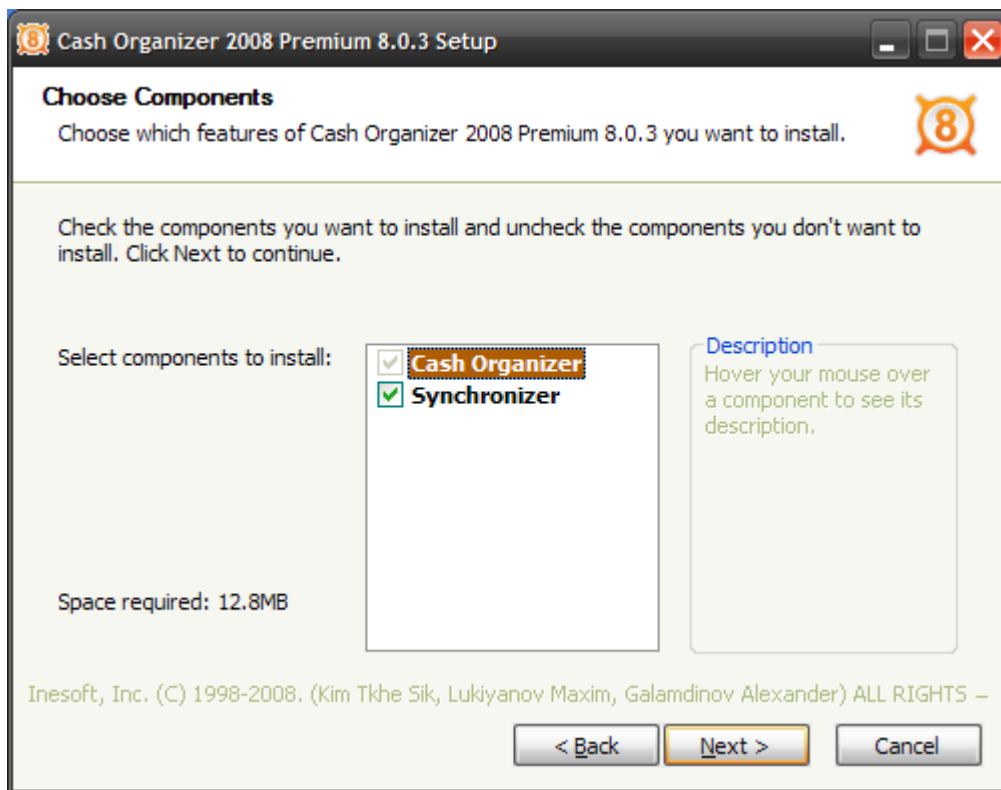 8 Cash Organizer 2008 Premium 8.0.3 Setup
Choose Components
Choose which features of Cash Organizer 2008 Premium 8.0.3 you want to install.
8
Check the components you want to install and uncheck the components you don't want to
install. Click Next to continue.
Select components to install:
Cash Organizer
Synchronizer
Description
Hover your mouse over
a component to see its
description.
Space required: 12.8MB
Inesoft, Inc. (C) 1998-2008. (Kim Tkhe Sik, Lukiyanov Maxim, Galamdinov Alexander) ALL RIGHTS
< Back
Next >
Cancel